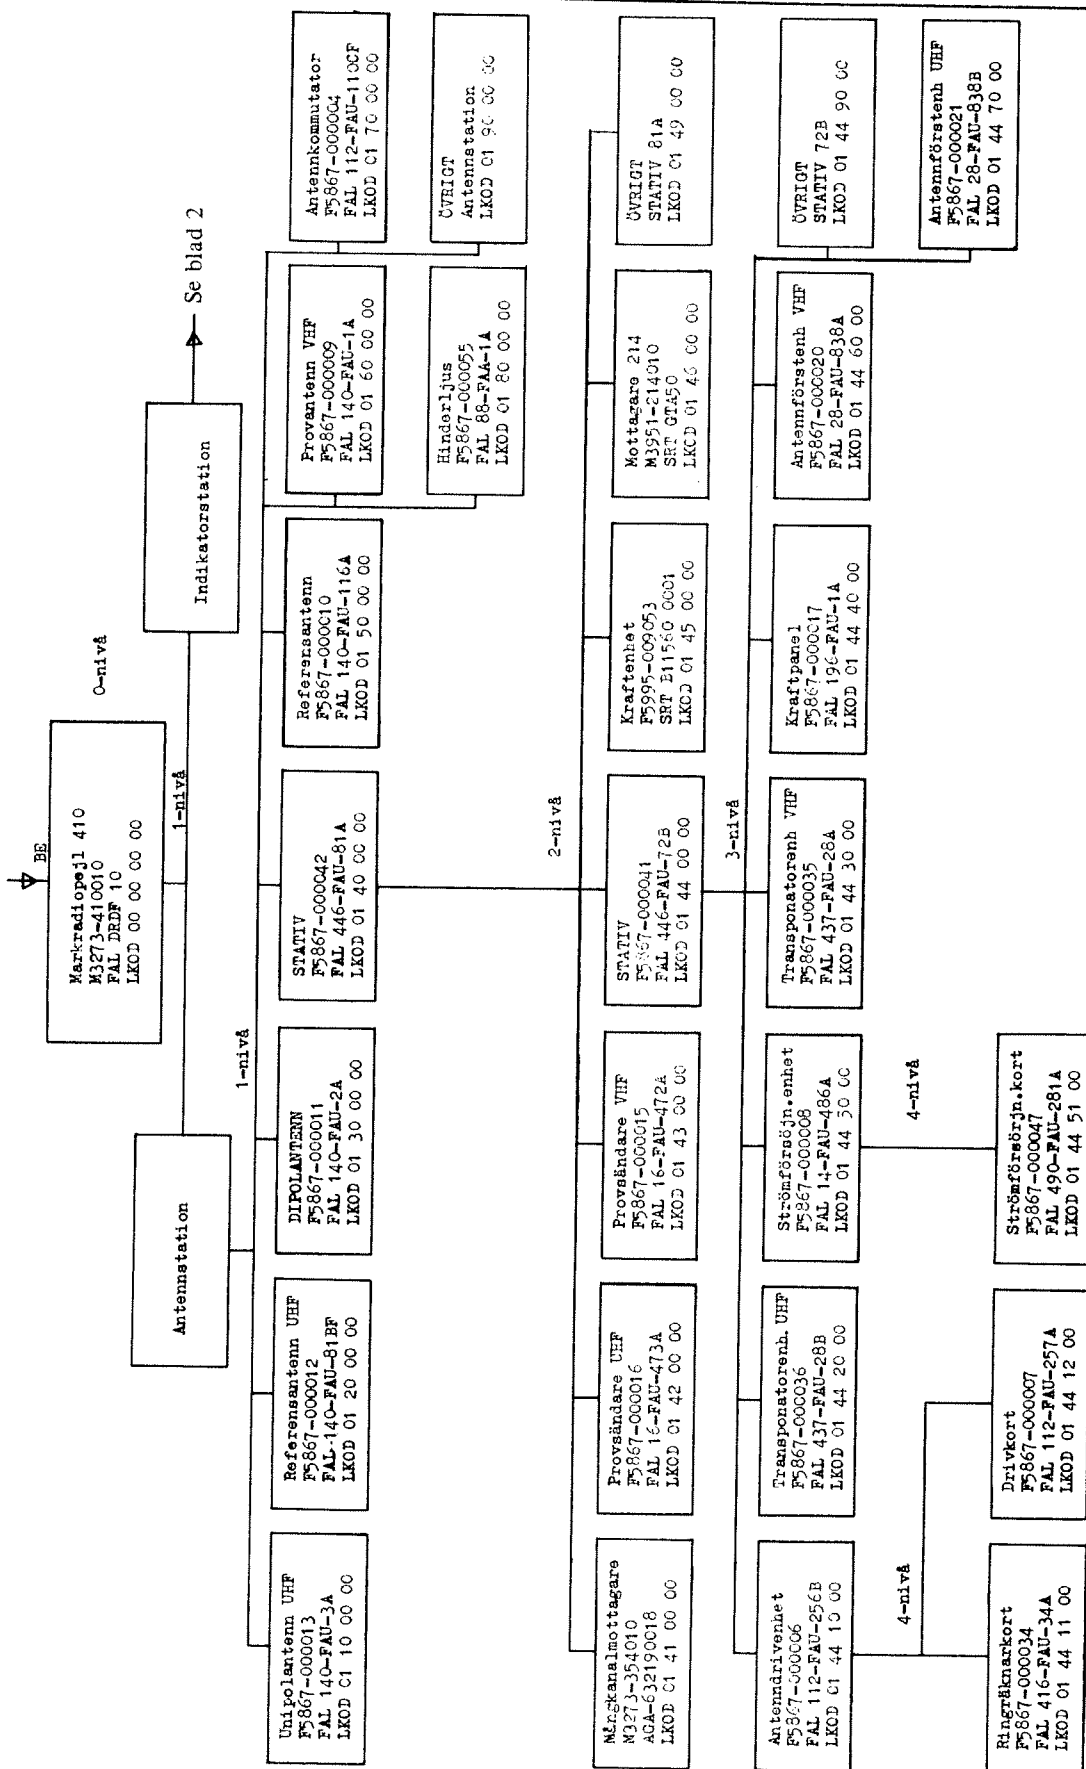 BE
Markradiopejl 410
M3273-410010
FAL DRDF 10
LKOD 00 00 00 00
0-nivå
1-nivå
Antennstation
Indikatorstation
Se blad 2
1-nivå
Unipolantenn UHF
F5867-000013
FAL 140-FAU-3A
LKOD 01 10 00 00
Referensantenn UHF
F5867-000012
FAL-140-FAU-81BF
LKOD 01 20 00 00
DIPOLANTENN
F5867-000011
FAL 140-FAU-2A
LKOD 01 30 00 00
STATIV
F5867-000042
FAL 446-FAU-81A
LKOD 01 40 00 00
Referensantenn
F5867-000010
FAL 140-FAU-116A
LKOD 01 50 00 00
Provantenn VHF
F5867-000009
FAL 140-FAU-1A
LKOD 01 60 00 00
Antennkommutator
F5867-000004
FAL 112-FAU-110CF
LKOD 01 70 00 00
Hinderljus
F5867-000055
FAL 88-FAA-1A
LKOD 01 80 00 00
ÖVRIGT
Antennstation
LKOD 01 90 00 00
2-nivå
Mångkanalmottagare
M3273-354010
AGA-632190018
LKOD 01 41 00 00
Provsändare UHF
F5867-000016
FAL 16-FAU-473A
LKOD 01 42 00 00
Provsändare VHF
F5867-000015
FAL 16-FAU-472A
LKOD 01 43 00 00
STATIV
F5867-000041
FAL 446-FAU-72B
LKOD 01 44 00 00
Kraftenhet
F5995-009053
SRT B11560 0001
LKOD 01 45 00 00
Mottagare 214
M3951-214010
SRT GTA50
LKOD 01 46 00 00
ÖVRIGT
STATIV 81A
LKOD 01 49 00 00
3-nivå
Antenndrivenhet
F5867-000006
FAL 112-FAU-256B
LKOD 01 44 10 00
Transponatorenh. UHF
F5867-000036
FAL 437-FAU-28B
LKOD 01 44 20 00
Strömförsöjn.enhet
F5867-000008
FAL 14-FAU-486A
LKOD 01 44 50 00
Transponatorenh VHF
F5867-000035
FAL 437-FAU-28A
LKOD 01 44 30 00
Kraftpanel
F5867-000017
FAL 196-FAU-1A
LKOD 01 44 40 00
Antennförstenh VHF
F5867-000020
FAL 28-FAU-838A
LKOD 01 44 60 00
ÖVRIGT
STATIV 72B
LKOD 01 44 90 00
Antennförstenh UHF
F5867-000021
FAL 28-FAU-838B
LKOD 01 44 70 00
4-nivå
4-nivå
Ringräknarkort
F5867-000034
FAL 416-FAU-34A
LKOD 01 44 11 00
Drivkort
F5867-000007
FAL 112-FAU-257A
LKOD 01 44 12 00
Strömförsörjn.kort
F5867-000047
FAL 490-FAU-281A
LKOD 01 44 51 00